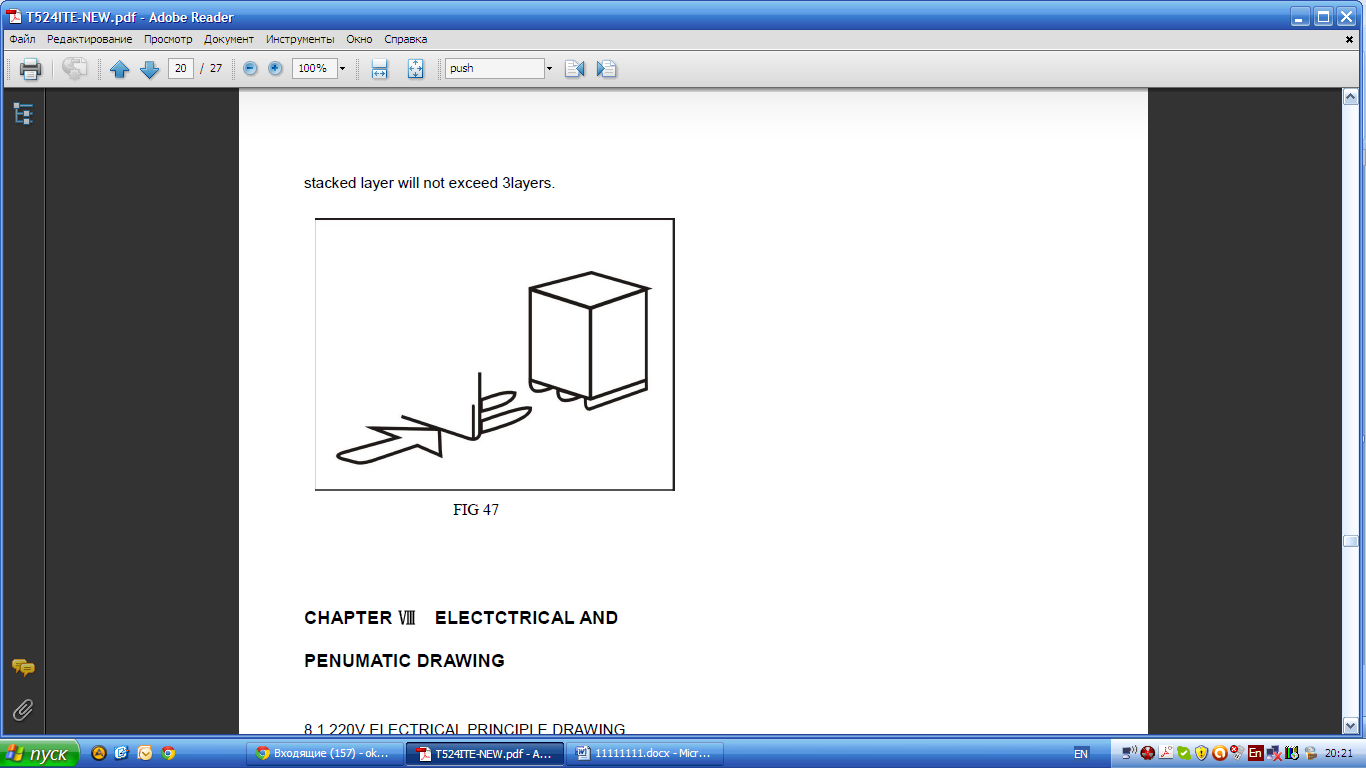 T524ITE-NEW.pdf - Adobe Reader
Файл Редактирование Просмотр Документ Инструменты Окно Справка
20 / 27 100% push
stacked layer will not exceed 3layers.
FIG 47
CHAPTER Ⅷ ELECTCTRICAL AND
PENUMATIC DRAWING
8.1 220V ELECTRICAL PRINCIPLE DRAWING
пуск Входящие (157) - ok... T524ITE-NEW.pdf - A... 11111111.docx - Micr... EN En 20:21